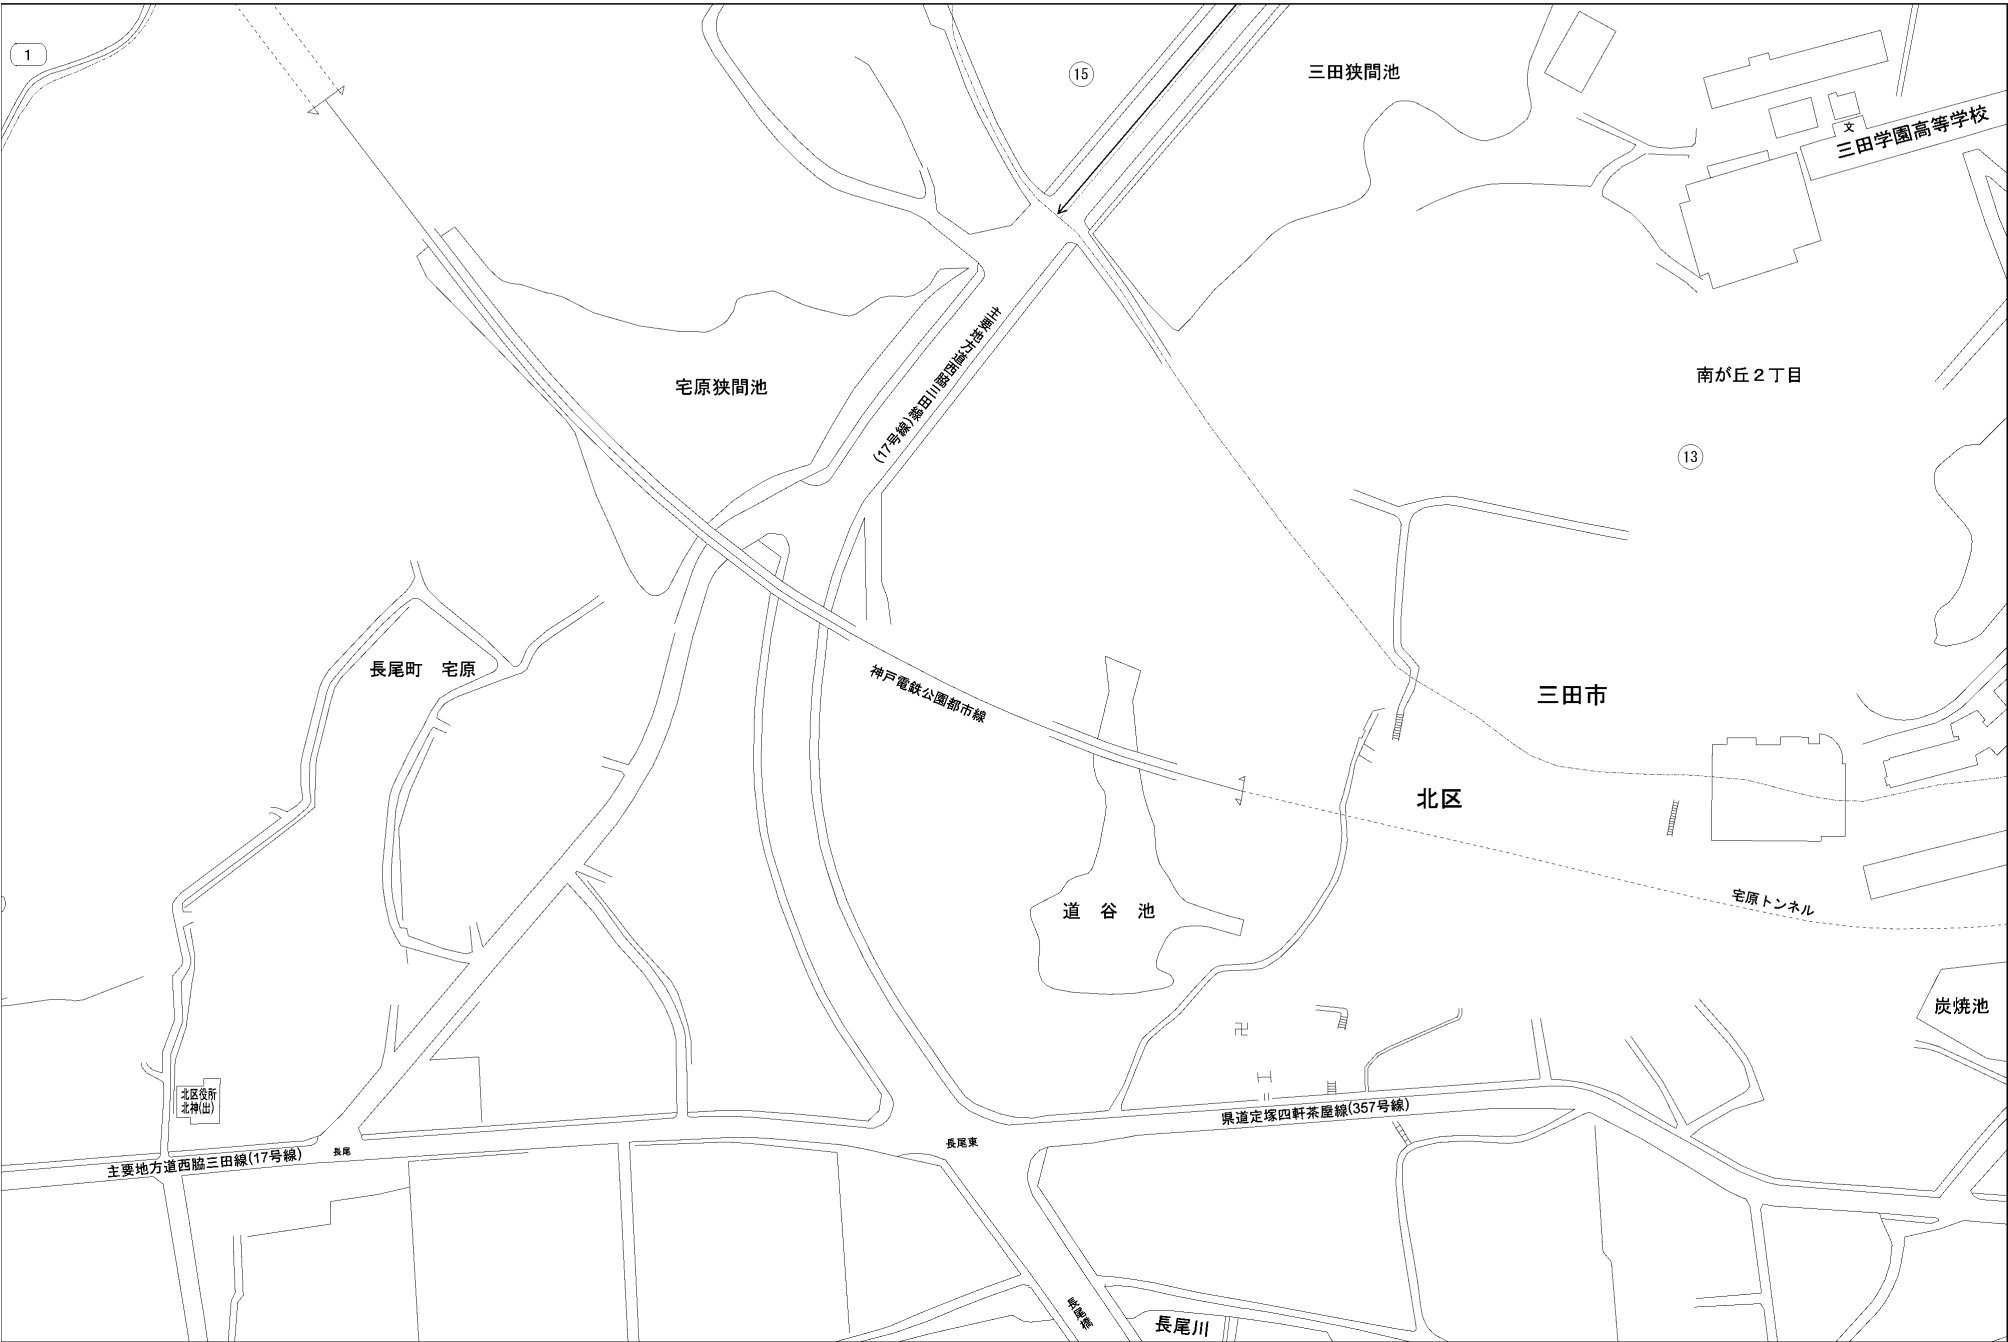 1
15
三田狭間池
文
三田学園高等学校
主要地方道西脇三田線
(17号線)
宅原狭間池
南が丘2丁目
13
長尾町 宅原
神戸電鉄公園都市線
三田市
北区
宅原トンネル
道谷池
炭焼池
北区役所
北神(出)
県道定塚四軒茶屋線(357号線)
長尾東
長尾
主要地方道西脇三田線(17号線)
長尾橋
長尾川